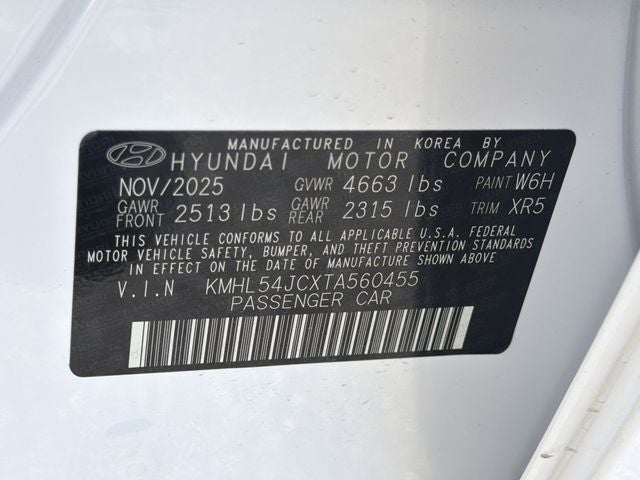 MANUFACTURED IN KOREA BY
HYUNDAI MOTOR COMPANY
NOV/2025 GVWR 4663 lbs PAINT W6H
GAWR FRONT 2513 lbs GAWR REAR 2315 lbs TRIM XR5
THIS VEHICLE CONFORMS TO ALL APPLICABLE U.S.A. FEDERAL
MOTOR VEHICLE SAFETY, BUMPER, AND THEFT PREVENTION STANDARDS
IN EFFECT ON THE DATE OF MANUFACTURE SHOWN ABOVE.
V.I.N KMHL54JCXTA560455
PASSENGER CAR